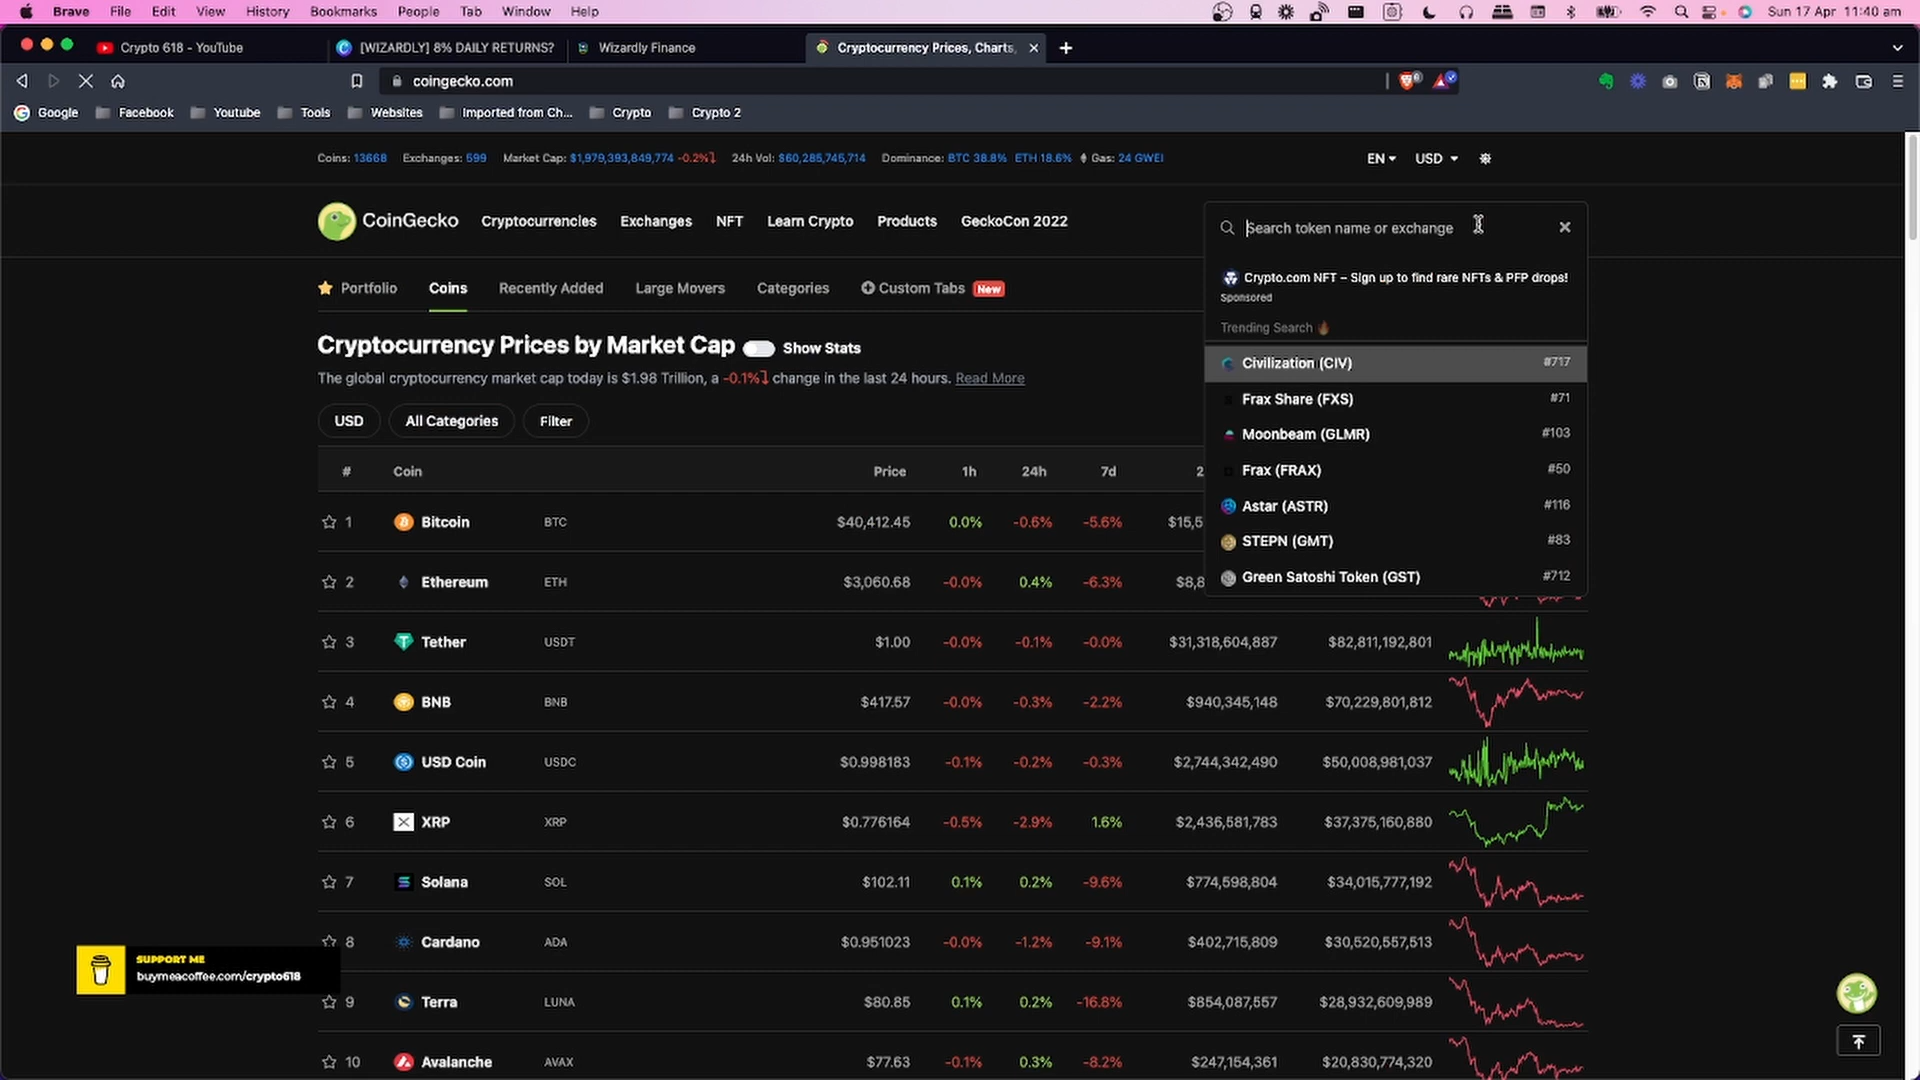 Brave File Edit View History Bookmarks People Tab Window Help Sun 17 Apr 11:40 am
Crypto 618 - YouTube [WIZARDLY] 8% DAILY RETURNS? Wizardly Finance Cryptocurrency Prices, Charts,
coingecko.com
Google Facebook Youtube Tools Websites Imported from Ch... Crypto Crypto 2
Coins: 13668 Exchanges: 599 Market Cap: $1,979,393,849,774 -0.2% 24h Vol: $60,285,745,714 Dominance: BTC 38.8% ETH 18.6% Gas: 24 GWEI EN USD
CoinGecko Cryptocurrencies Exchanges NFT Learn Crypto Products GeckoCon 2022
Search token name or exchange
Crypto.com NFT – Sign up to find rare NFTs & PFP drops!
Sponsored
Trending Search
Civilization (CIV) #717
Frax Share (FXS) #71
Moonbeam (GLMR) #103
Frax (FRAX) #50
Astar (ASTR) #116
STEPN (GMT) #83
Green Satoshi Token (GST) #712
Portfolio Coins Recently Added Large Movers Categories Custom Tabs New
Cryptocurrency Prices by Market Cap Show Stats
The global cryptocurrency market cap today is $1.98 Trillion, a -0.1% change in the last 24 hours. Read More
USD All Categories Filter
# Coin Price 1h 24h 7d 2
1 Bitcoin BTC $40,412.45 0.0% -0.6% -5.6% $15,5
2 Ethereum ETH $3,060.68 -0.0% 0.4% -6.3% $8,8
3 Tether USDT $1.00 -0.0% -0.1% -0.0% $31,318,604,887 $82,811,192,801
4 BNB BNB $417.57 -0.0% -0.3% -2.2% $940,345,148 $70,229,801,812
5 USD Coin USDC $0.998183 -0.1% -0.2% -0.3% $2,744,342,490 $50,008,981,037
6 XRP XRP $0.776164 -0.5% -2.9% 1.6% $2,436,581,783 $37,375,160,880
7 Solana SOL $102.11 0.1% 0.2% -9.6% $774,598,804 $34,015,777,192
8 Cardano ADA $0.951023 -0.0% -1.2% -9.1% $402,715,809 $30,520,557,513
9 Terra LUNA $80.85 0.1% 0.2% -16.8% $854,087,557 $28,932,609,989
10 Avalanche AVAX $77.63 -0.1% 0.3% -8.2% $247,154,361 $20,830,774,320
SUPPORT ME
buymeacoffee.com/crypto618